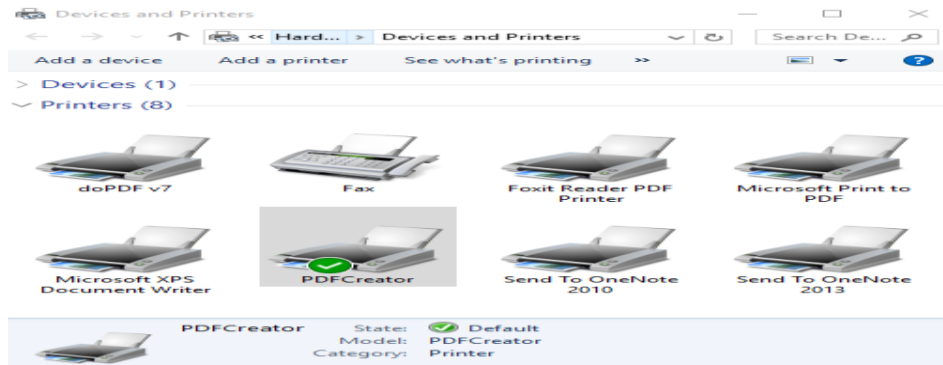 Devices and Printers
« Hard... > Devices and Printers
Search De...
Add a device Add a printer See what's printing »
Devices (1)
Printers (8)
doPDF v7
Fax
Foxit Reader PDF
Printer
Microsoft Print to
PDF
Microsoft XPS
Document Writer
PDFCreator
Send To OneNote
2010
Send To OneNote
2013
PDFCreator State: Default
Model: PDFCreator
Category: Printer